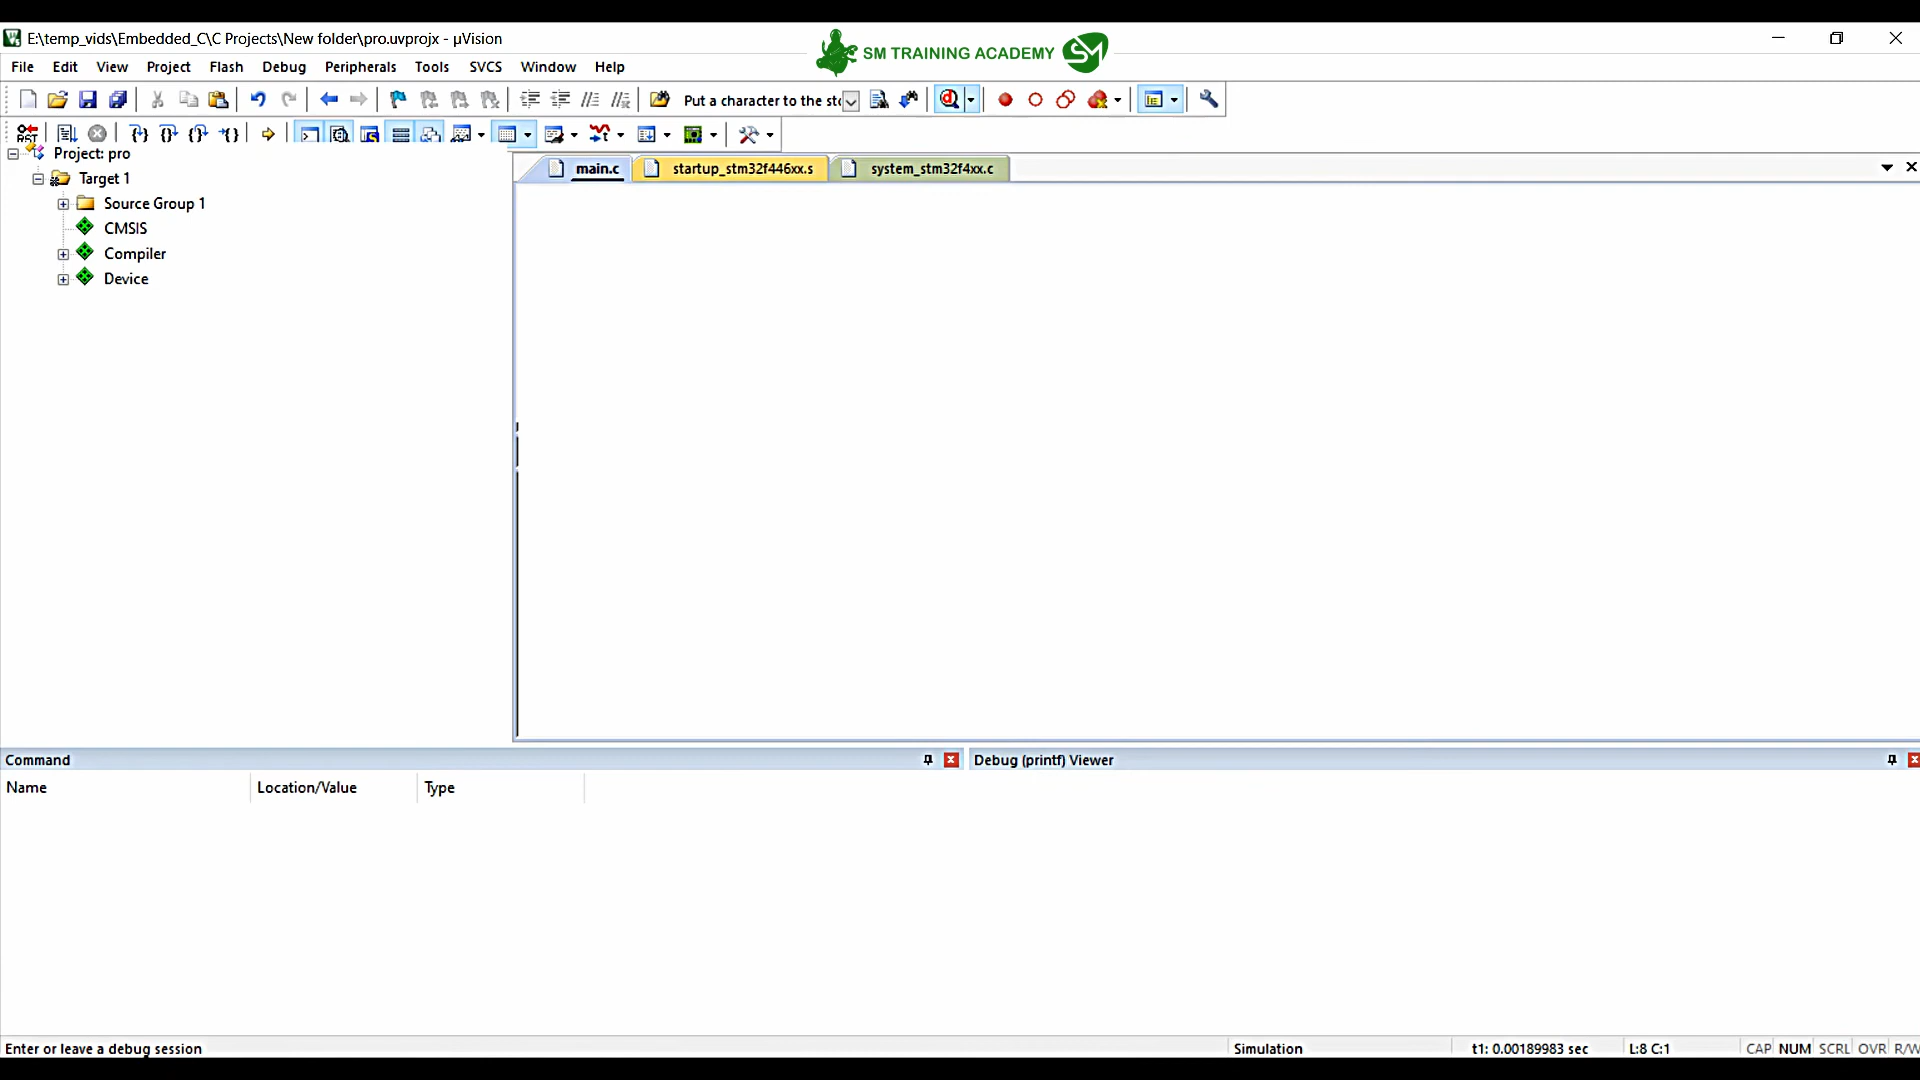 E:\temp_vids\Embedded_C\C Projects\New folder\pro.uvprojx - µVision
SM TRAINING ACADEMY SM
File Edit View Project Flash Debug Peripherals Tools SVCS Window Help
Put a character to the
RST
Project: pro
Target 1
Source Group 1
CMSIS
Compiler
Device
main.c startup_stm32f446xx.s system_stm32f4xx.c
Command
Name Location/Value Type
Debug (printf) Viewer
Enter or leave a debug session Simulation t1: 0.00189983 sec L:8 C:1 CAP NUM SCRL OVR R/W